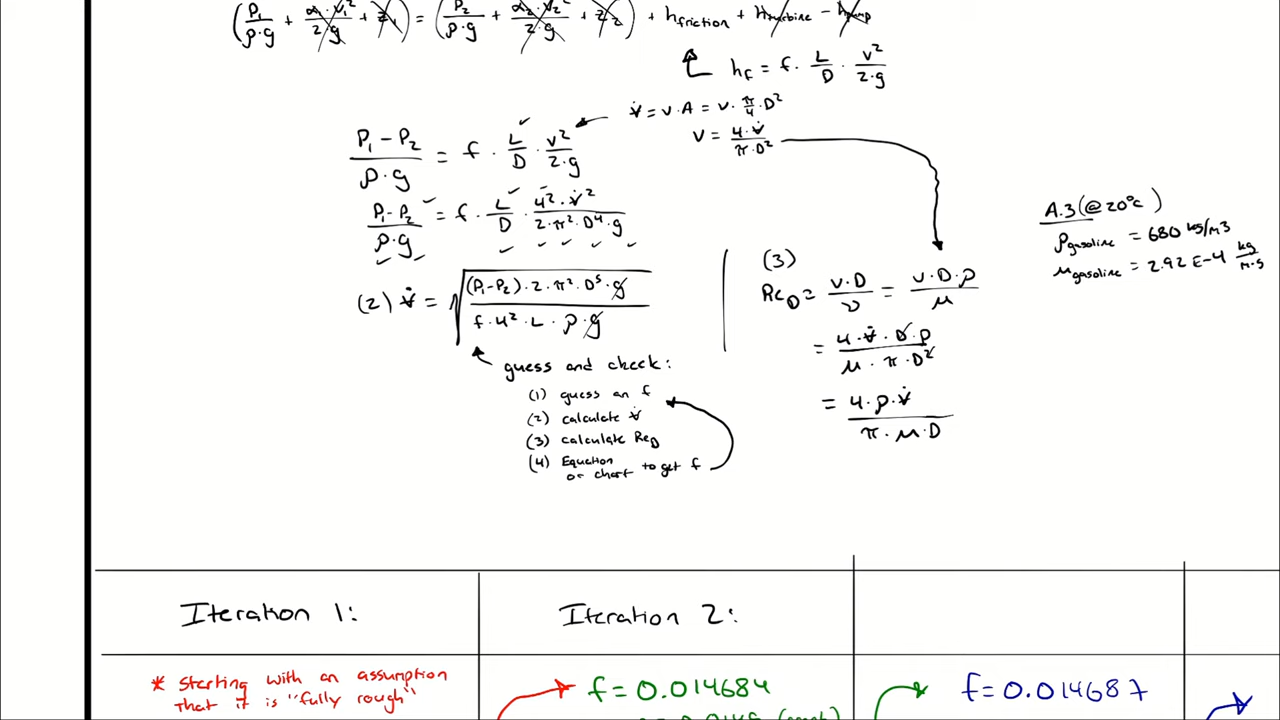 (P₁/ρ·g + α₁·v₁²/2·g + z₁) = (P₂/ρ·g + α₂·v₂²/2·g + z₂) + hfriction + hturbine − hpump
hf = f · L/D · v²/2·g
V̇ = v·A = v·π/4·D²
v = 4·V̇/π·D²
P₁−P₂/ρ·g = f · L/D · v²/2·g
P₁−P₂/ρ·g = f · L/D · 4²·V̇²/2·π²·D⁴·g
(2) V̇ = √((P₁−P₂)·2·π²·D⁵·g/f·4²·L·ρ·g)
guess and check:
(1) guess an f
(2) calculate V̇
(3) calculate ReD
(4) Equation
or chart to get f
(3)
ReD = v·D/ν = v·D·ρ/μ
= 4·V̇·D·ρ/μ·π·D²
= 4·ρ·V̇/π·μ·D
A.3 (@20°C)
ρgasoline = 680 kg/m3
μgasoline = 2.92 E-4 kg/m·s
Iteration 1:
Iteration 2:
* starting with an assumption
that it is "fully rough"
f = 0.014684
f = 0.014687